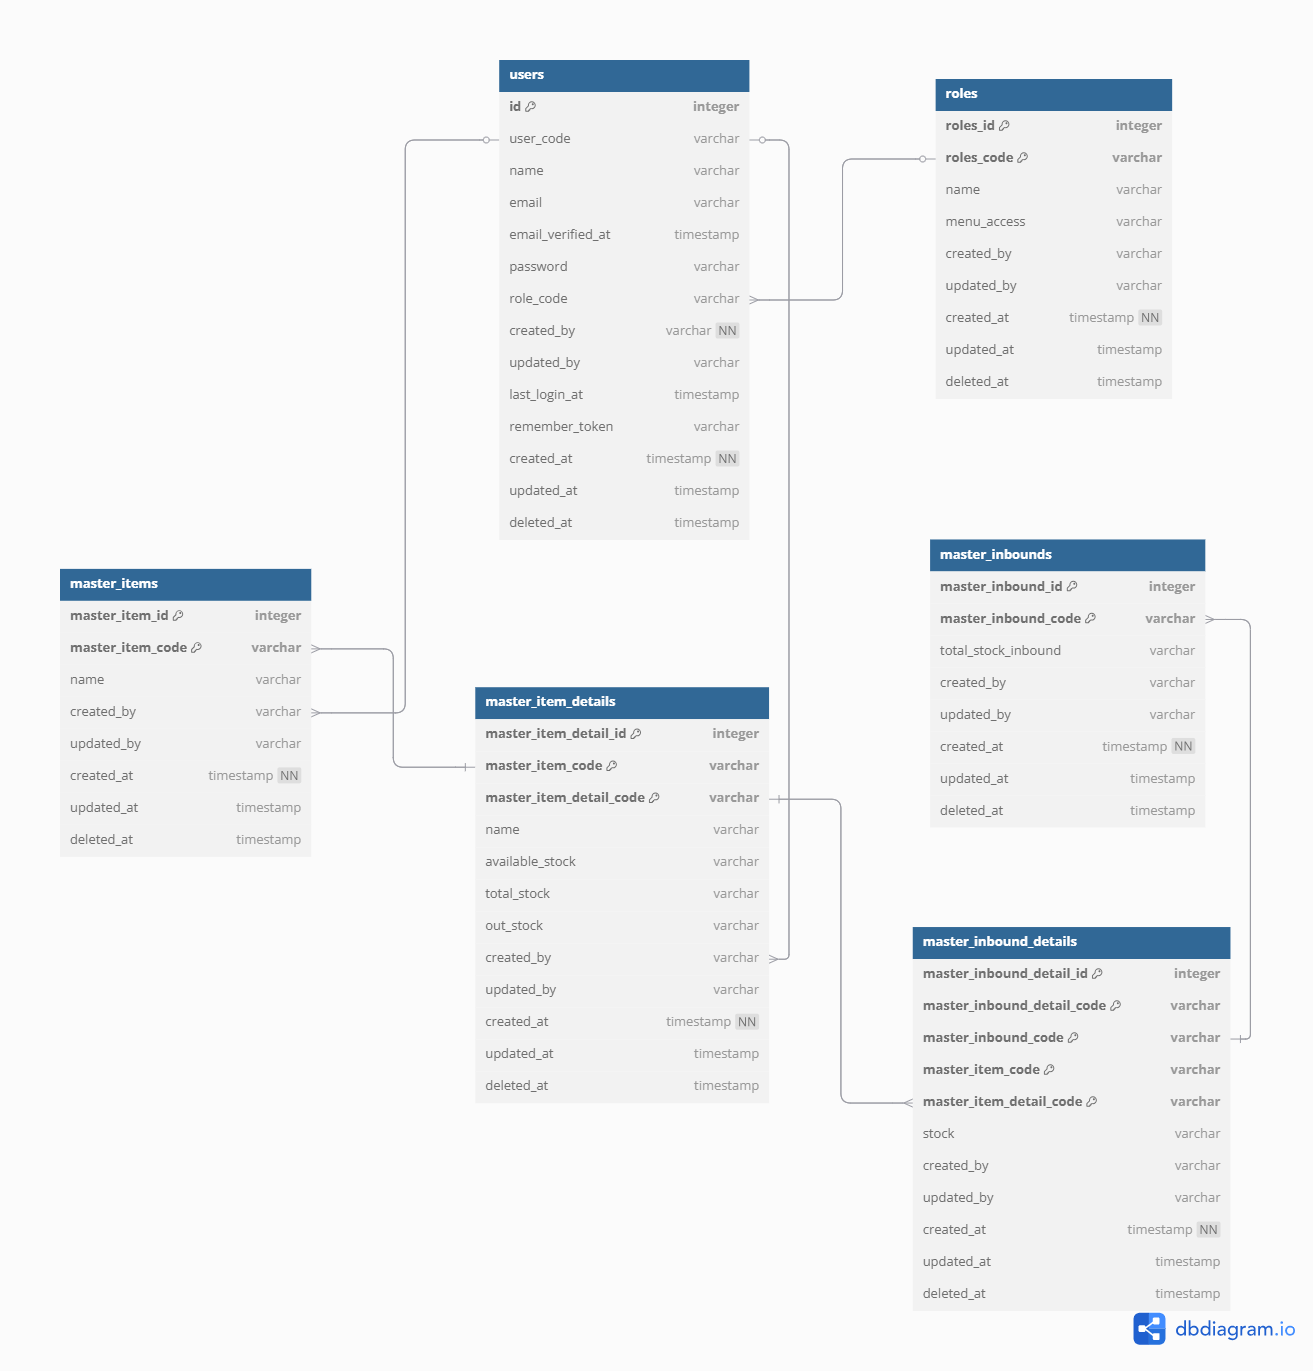 users
id integer
user_code varchar
name varchar
email varchar
email_verified_at timestamp
password varchar
role_code varchar
created_by varchar NN
updated_by varchar
last_login_at timestamp
remember_token varchar
created_at timestamp NN
updated_at timestamp
deleted_at timestamp
roles
roles_id integer
roles_code varchar
name varchar
menu_access varchar
created_by varchar
updated_by varchar
created_at timestamp NN
updated_at timestamp
deleted_at timestamp
master_items
master_item_id integer
master_item_code varchar
name varchar
created_by varchar
updated_by varchar
created_at timestamp NN
updated_at timestamp
deleted_at timestamp
master_item_details
master_item_detail_id integer
master_item_code varchar
master_item_detail_code varchar
name varchar
available_stock varchar
total_stock varchar
out_stock varchar
created_by varchar
updated_by varchar
created_at timestamp NN
updated_at timestamp
deleted_at timestamp
master_inbounds
master_inbound_id integer
master_inbound_code varchar
total_stock_inbound varchar
created_by varchar
updated_by varchar
created_at timestamp NN
updated_at timestamp
deleted_at timestamp
master_inbound_details
master_inbound_detail_id integer
master_inbound_detail_code varchar
master_inbound_code varchar
master_item_code varchar
master_item_detail_code varchar
stock varchar
created_by varchar
updated_by varchar
created_at timestamp NN
updated_at timestamp
deleted_at timestamp
dbdiagram.io